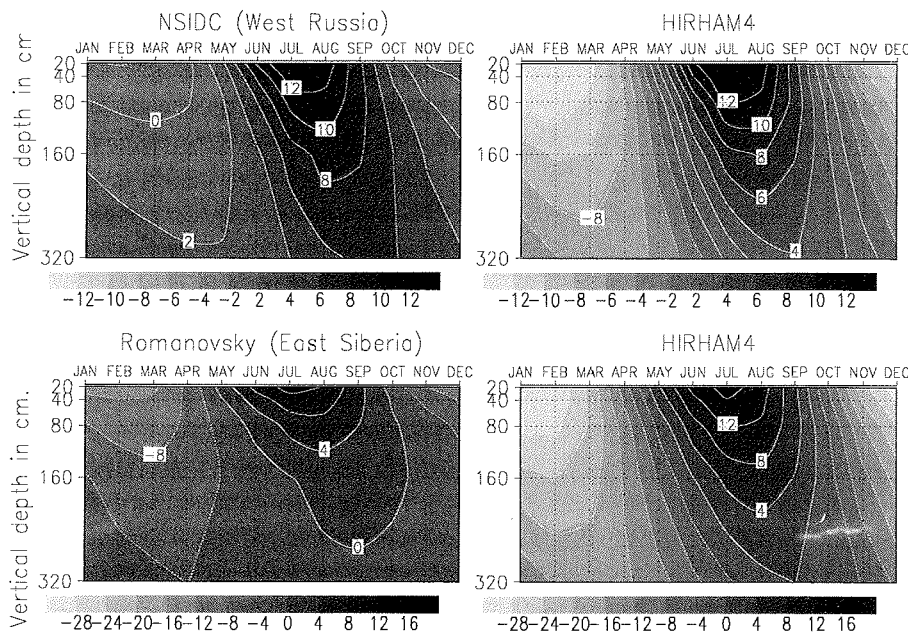 NSIDC (West Russia)
JAN FEB MAR APR MAY JUN JUL AUG SEP OCT NOV DEC
20
40
80
160
320
Vertical depth in cm
12
10
8
0
2
-12 -10 -8 -6 -4 -2 2 4 6 8 10 12
HIRHAM4
JAN FEB MAR APR MAY JUN JUL AUG SEP OCT NOV DEC
20
40
80
160
320
12
10
8
6
4
-8
-12 -10 -8 -6 -4 -2 2 4 6 8 10 12
Romanovsky (East Siberia)
JAN FEB MAR APR MAY JUN JUL AUG SEP OCT NOV DEC
20
40
80
160
320
Vertical depth in cm.
-8
4
0
-28 -24 -20 -16 -12 -8 -4 0 4 8 12 16
HIRHAM4
JAN FEB MAR APR MAY JUN JUL AUG SEP OCT NOV DEC
20
40
80
160
320
12
8
4
-28 -24 -20 -16 -12 -8 -4 0 4 8 12 16